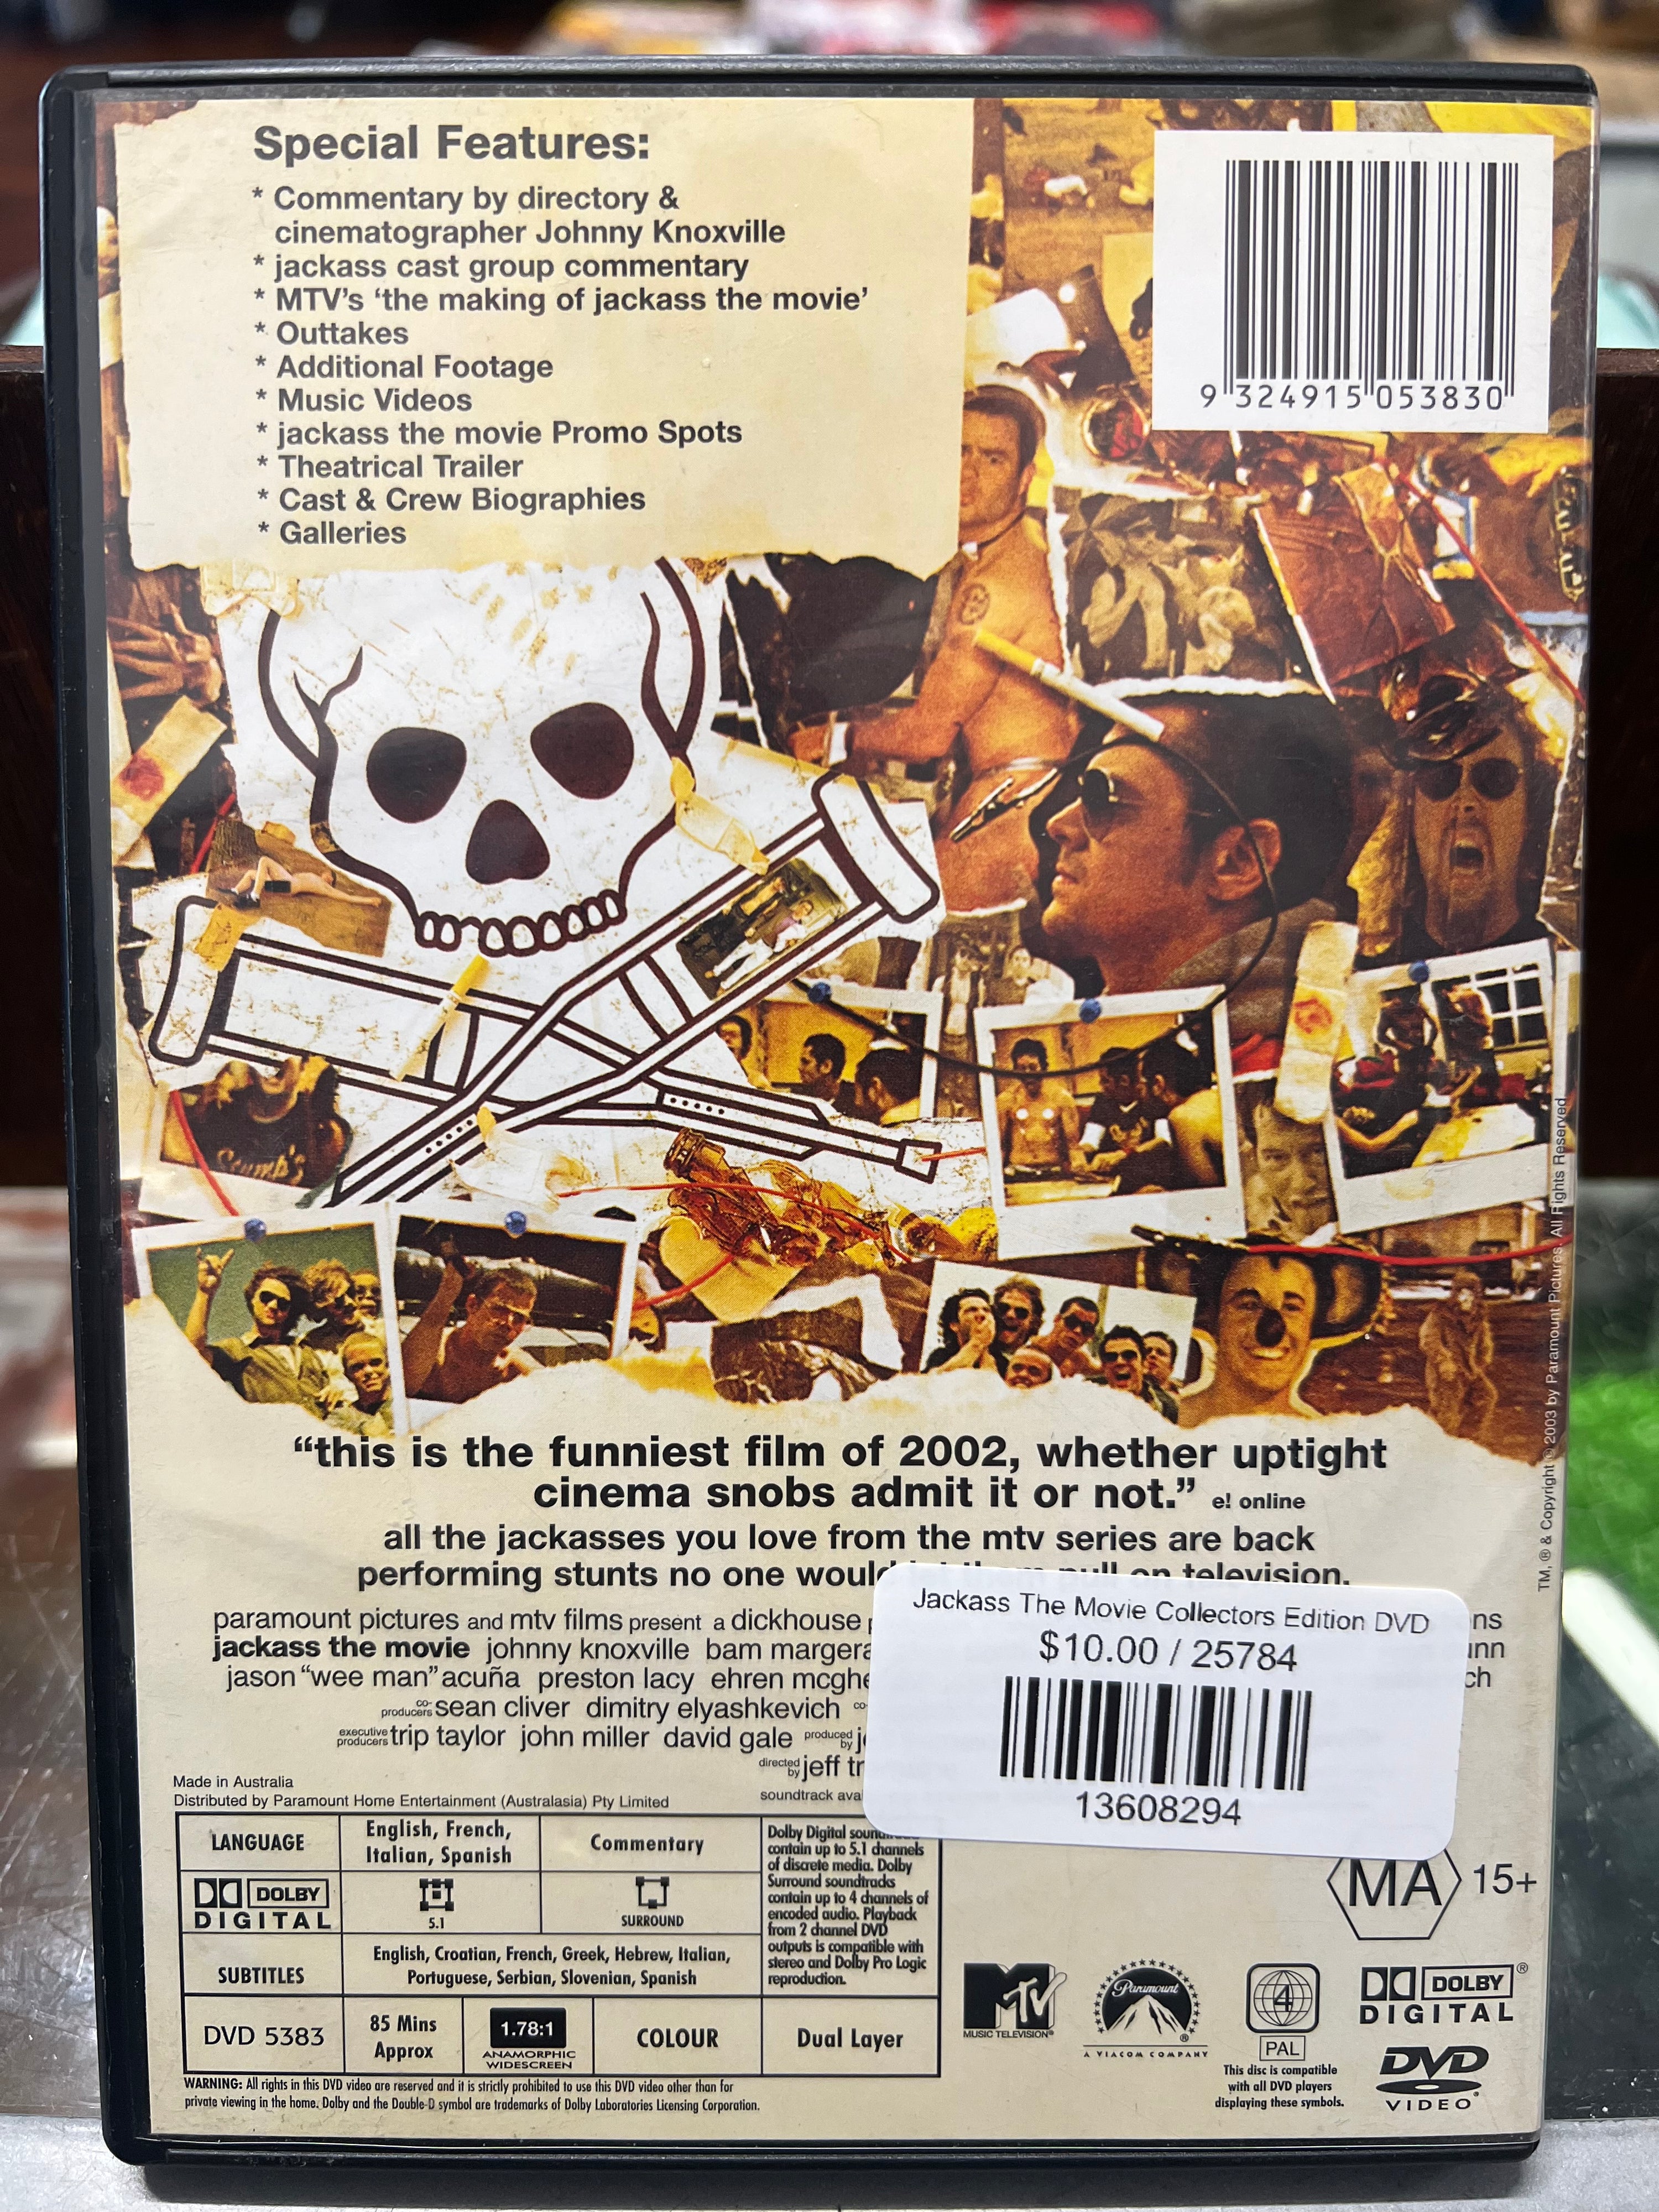 Special Features:
* Commentary by directory &
cinematographer Johnny Knoxville
* jackass cast group commentary
* MTV's ‘the making of jackass the movie’
* Outtakes
* Additional Footage
* Music Videos
* jackass the movie Promo Spots
* Theatrical Trailer
* Cast & Crew Biographies
* Galleries
9 324915 053830
TM, ® & Copyright © 2003 by Paramount Pictures. All Rights Reserved
“this is the funniest film of 2002, whether uptight
cinema snobs admit it or not.” e! online
all the jackasses you love from the mtv series are back
performing stunts no one would let them pull on television.
paramount pictures and mtv films present a dickhouse
jackass the movie johnny knoxville bam margera
jason “wee man” acuña preston lacy ehren
co-producers sean cliver dimitry elyashkevich co-
executive producers trip taylor john miller david gale produced by
directed by jeff
soundtrack
Jackass The Movie Collectors Edition DVD
$10.00 / 25784
13608294
Made in Australia
Distributed by Paramount Home Entertainment (Australasia) Pty Limited
LANGUAGE
English, French,
Italian, Spanish
Commentary
DOLBY
DIGITAL
5.1
SURROUND
SUBTITLES
English, Croatian, French, Greek, Hebrew, Italian,
Portuguese, Serbian, Slovenian, Spanish
DVD 5383
85 Mins
Approx
1.78:1
ANAMORPHIC
WIDESCREEN
COLOUR
Dual Layer
Dolby Digital
contain up to 5.1 channels
of discrete media. Dolby
Surround soundtracks
contain up to 4 channels of
encoded audio. Playback
from 2 channel DVD
outputs is compatible with
stereo and Dolby Pro Logic
reproduction.
MA 15+
MTV
MUSIC TELEVISION®
Paramount
®
A VIACOM COMPANY
4
PAL
This disc is compatible
with all DVD players
displaying these symbols.
DOLBY ®
DIGITAL
DVD
VIDEO
WARNING: All rights in this DVD video are reserved and it is strictly prohibited to use this DVD video other than for
private viewing in the home. Dolby and the Double-D symbol are trademarks of Dolby Laboratories Licensing Corporation.